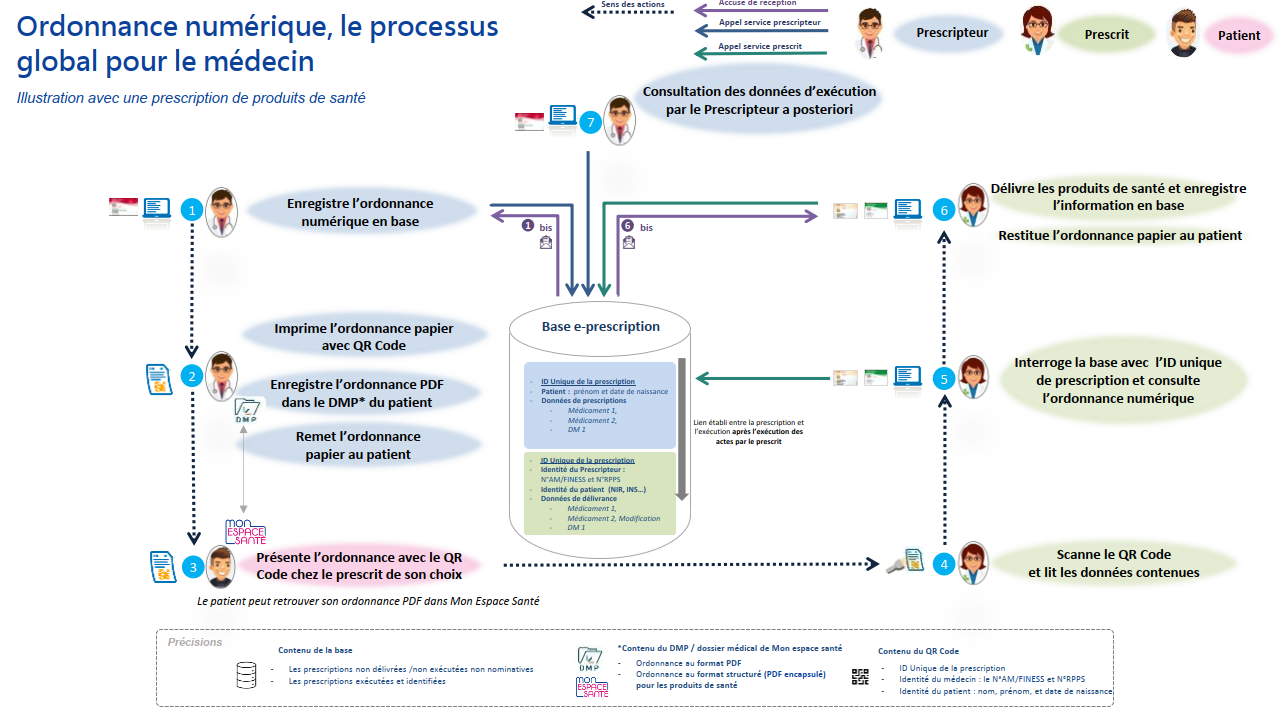 Ordonnance numérique, le processus
global pour le médecin
Illustration avec une prescription de produits de santé
Sens des actions
Accusé de réception
Appel service prescripteur
Appel service prescrit
Prescripteur
Prescrit
Patient
Consultation des données d’exécution
par le Prescripteur a posteriori
7
1
Enregistre l’ordonnance
numérique en base
1 bis
6 bis
6
Délivre les produits de santé et enregistre
l’information en base
Restitue l’ordonnance papier au patient
Base e-prescription
2
Imprime l’ordonnance papier
avec QR Code
Enregistre l’ordonnance PDF
dans le DMP* du patient
DMP
Remet l’ordonnance
papier au patient
- ID Unique de la prescription
- Patient : prénom et date de naissance
- Données de prescriptions
- Médicament 1,
- Médicament 2,
- DM 1
- ID Unique de la prescription
- Identité du Prescripteur :
N°AM/FINESS et N°RPPS
- Identité du patient (NIR, INS…)
- Données de délivrance
- Médicament 1,
- Médicament 2, Modification
- DM 1
Lien établi entre la prescription et
l’exécution après l’exécution des
actes par le prescrit
5
Interroge la base avec l’ID unique
de prescription et consulte
l’ordonnance numérique
MON
ESPACE
SANTÉ
3
Présente l’ordonnance avec le QR
Code chez le prescrit de son choix
4
Scanne le QR Code
et lit les données contenues
Le patient peut retrouver son ordonnance PDF dans Mon Espace Santé
Précisions
Contenu de la base
- Les prescriptions non délivrées /non exécutées non nominatives
- Les prescriptions exécutées et identifiées
DMP
MON
ESPACE
SANTÉ
*Contenu du DMP / dossier médical de Mon espace santé
- Ordonnance au format PDF
- Ordonnance au format structuré (PDF encapsulé)
pour les produits de santé
Contenu du QR Code
- ID Unique de la prescription
- Identité du médecin : le N°AM/FINESS et N°RPPS
- Identité du patient : nom, prénom, et date de naissance